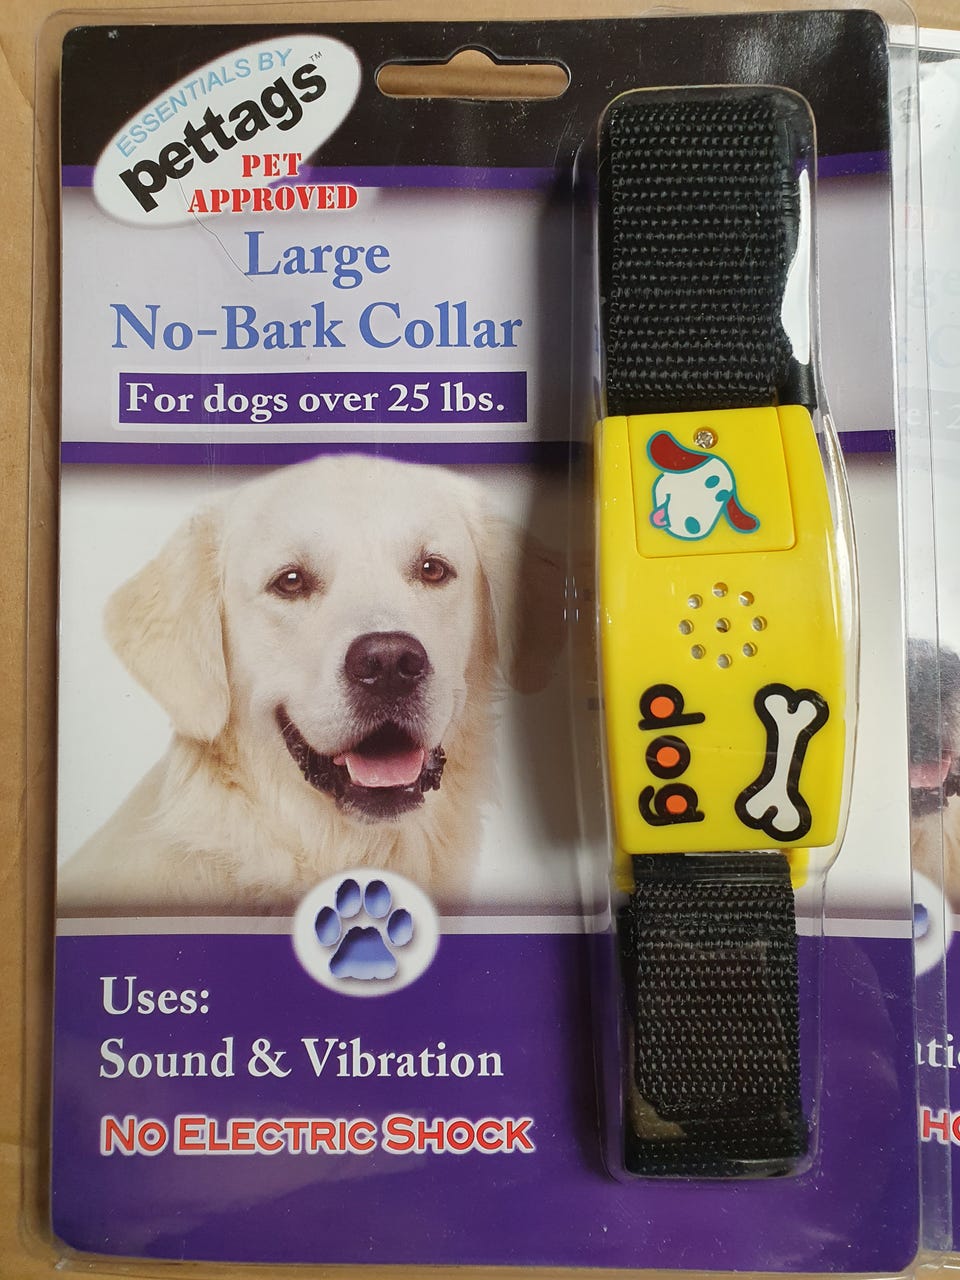 ESSENTIALS BY
pettags™
PET
APPROVED
Large
No-Bark Collar
For dogs over 25 lbs.
dog
Uses:
Sound & Vibration
NO ELECTRIC SHOCK